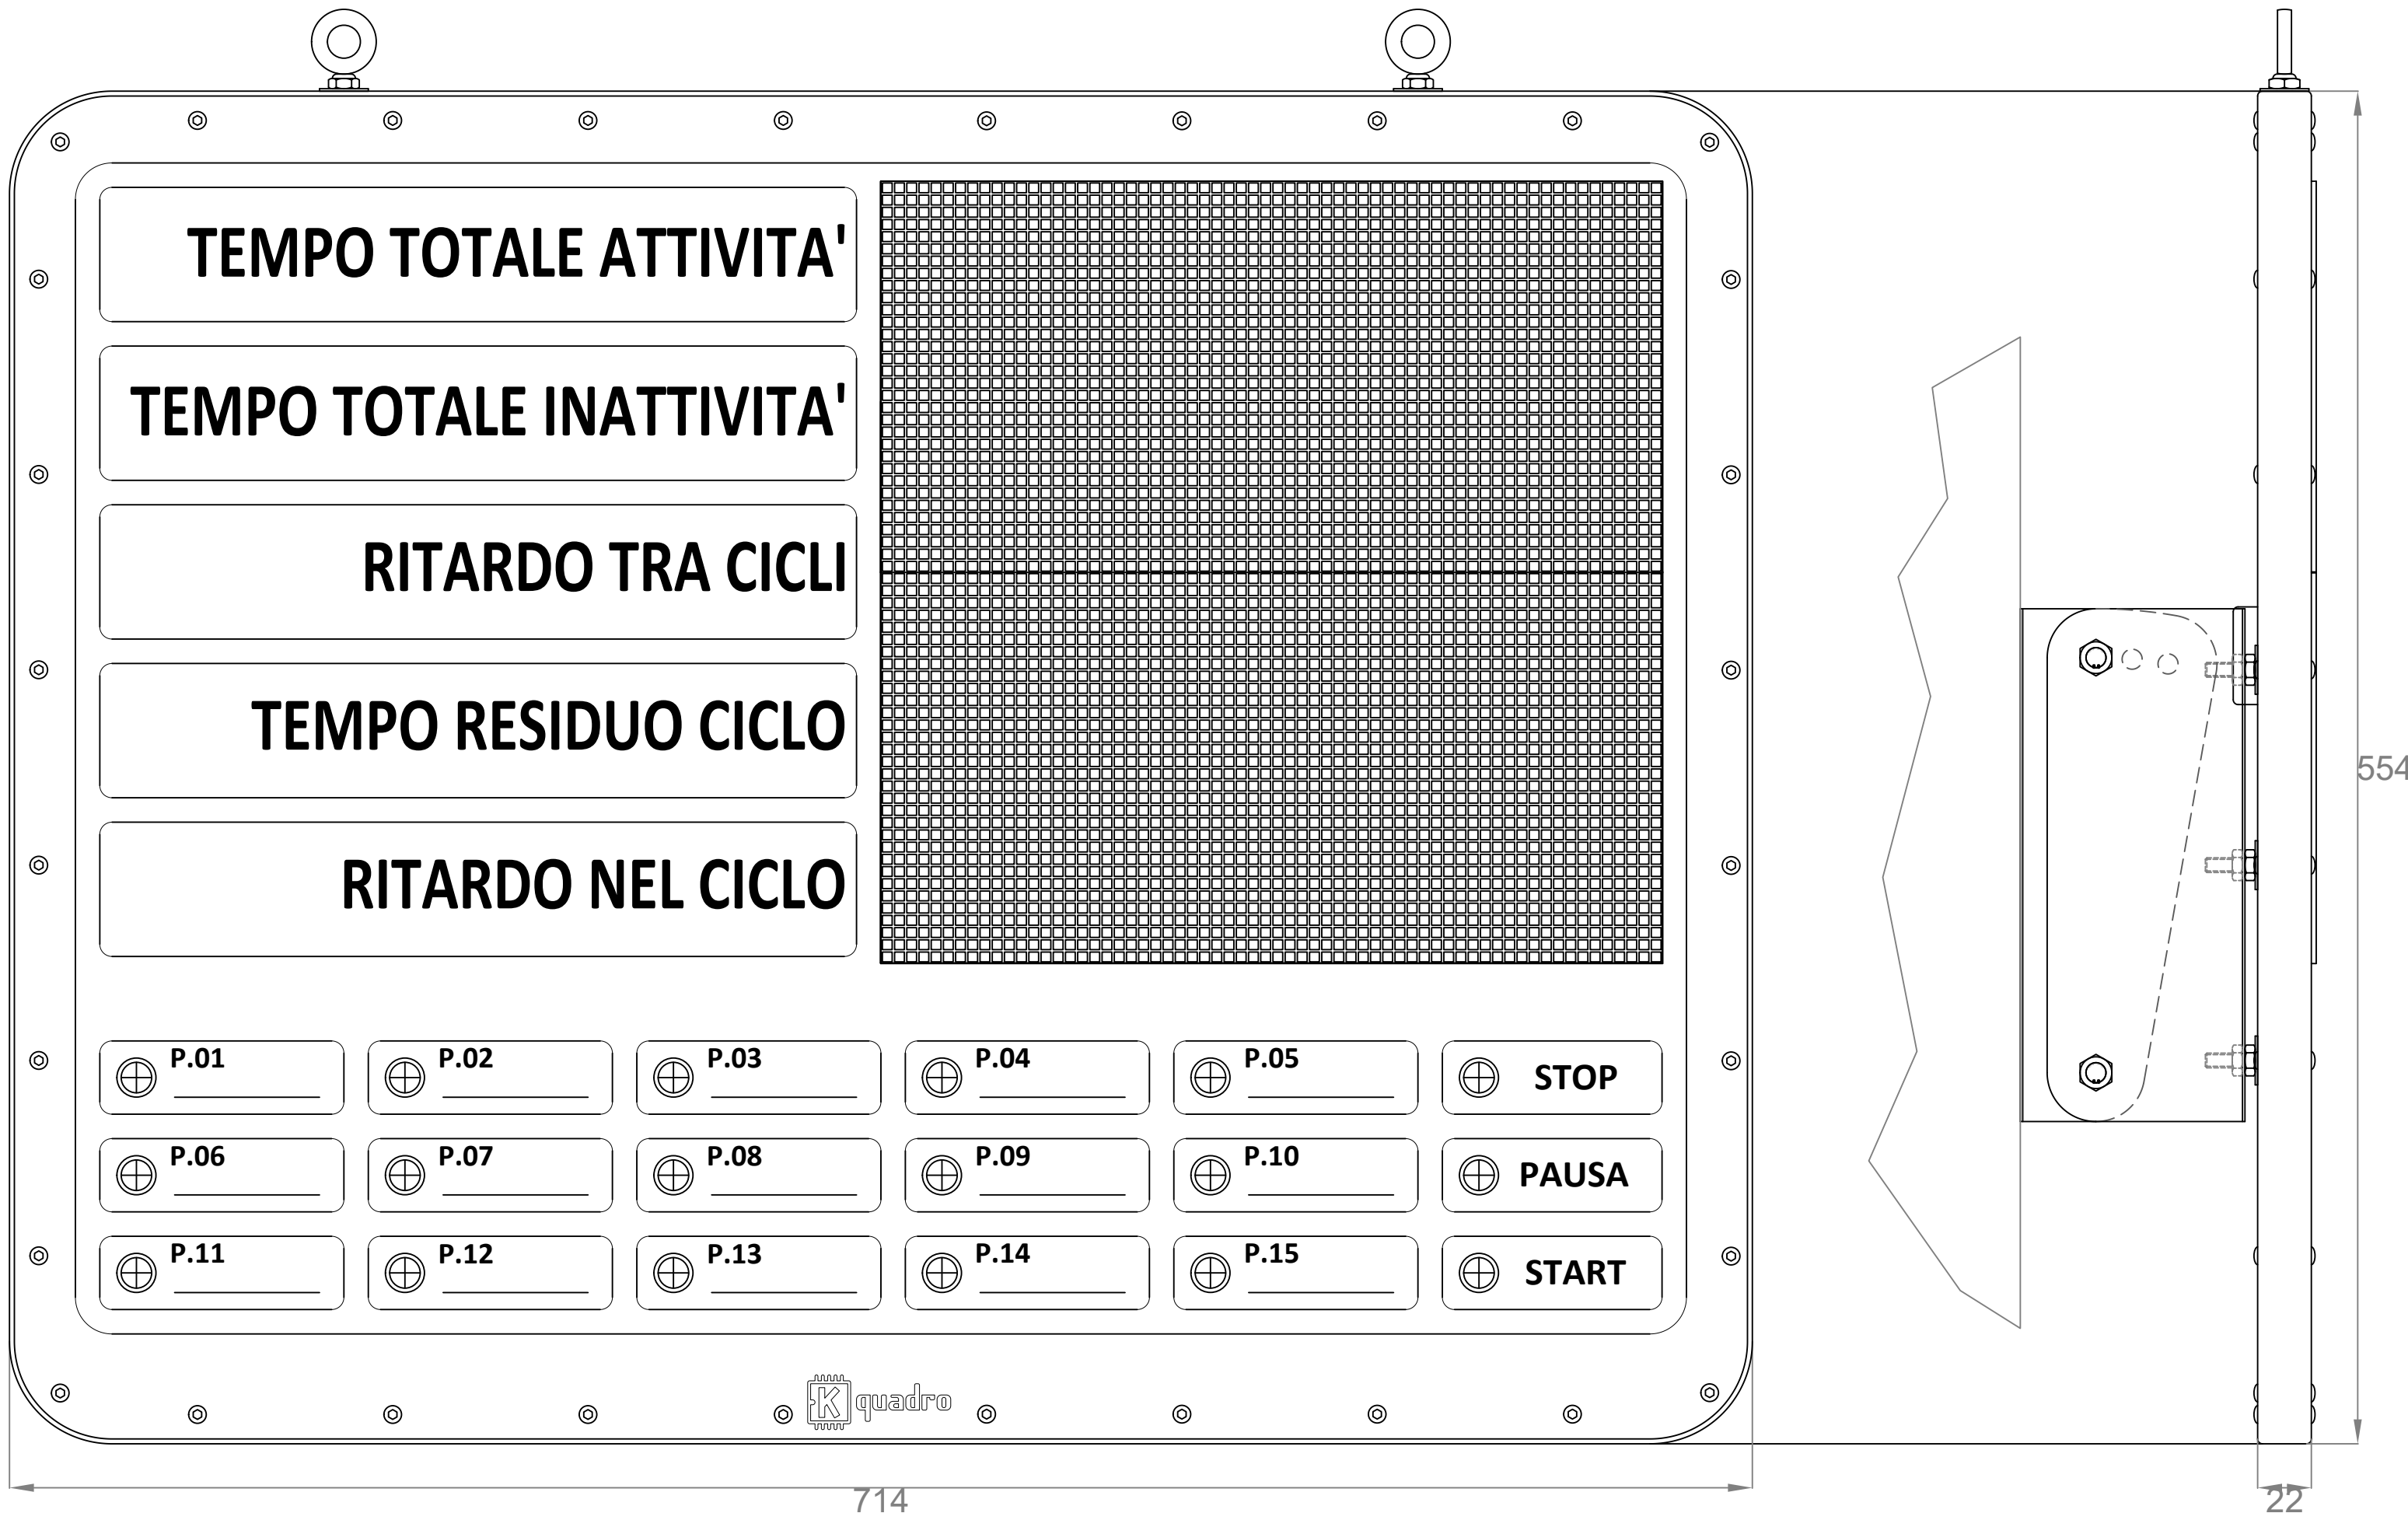 TEMPO TOTALE ATTIVITA'
TEMPO TOTALE INATTIVITA'
RITARDO TRA CICLI
TEMPO RESIDUO CICLO
RITARDO NEL CICLO
P.01 P.02 P.03 P.04 P.05 STOP
P.06 P.07 P.08 P.09 P.10 PAUSA
P.11 P.12 P.13 P.14 P.15 START
K quadro
714
554
22